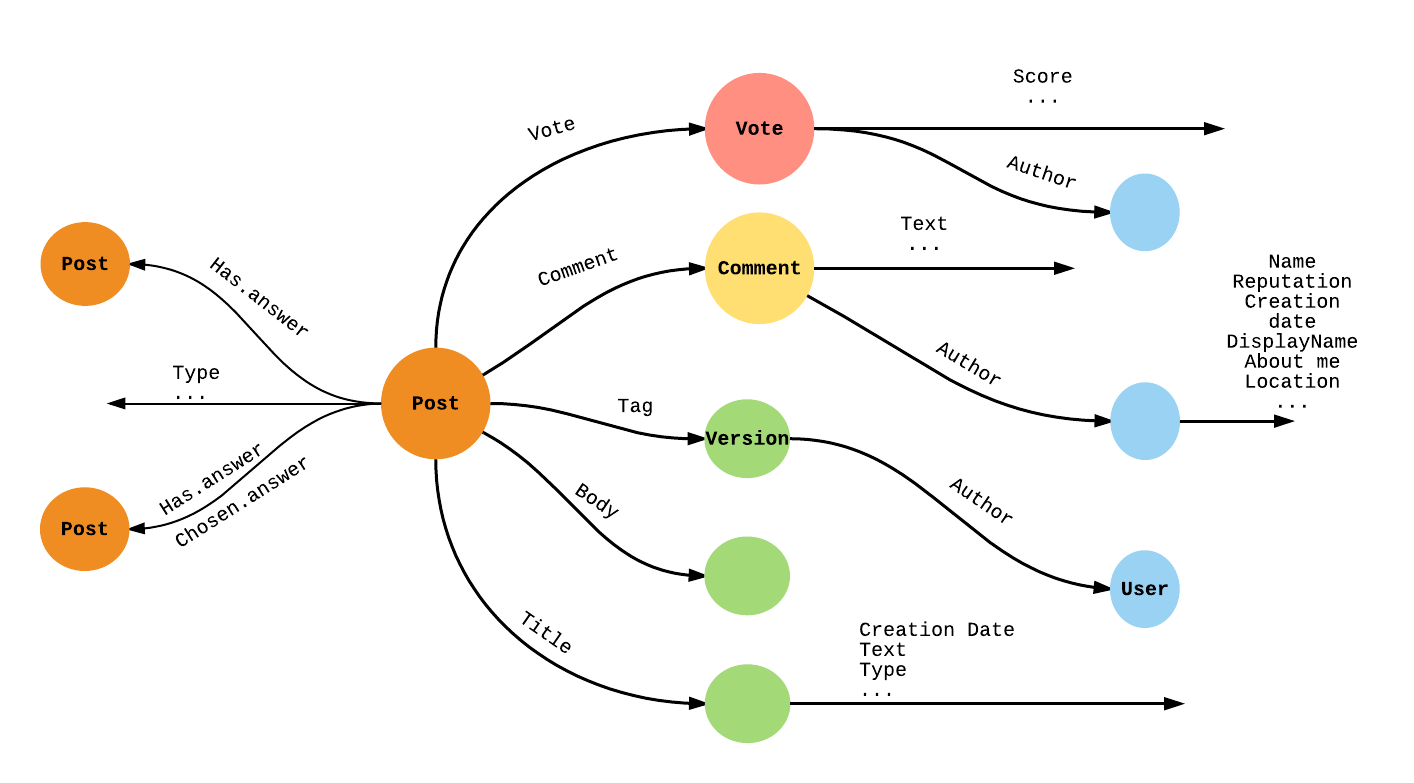 Score
...
Vote
Vote
Author
Text
...
Comment
Comment
Name
Reputation
Creation
date
DisplayName
About me
Location
...
Post
Has.answer
Author
Type
...
Post
Tag
Version
Has.answer
Chosen.answer
Post
Body
Author
User
Title
Creation Date
Text
Type
...